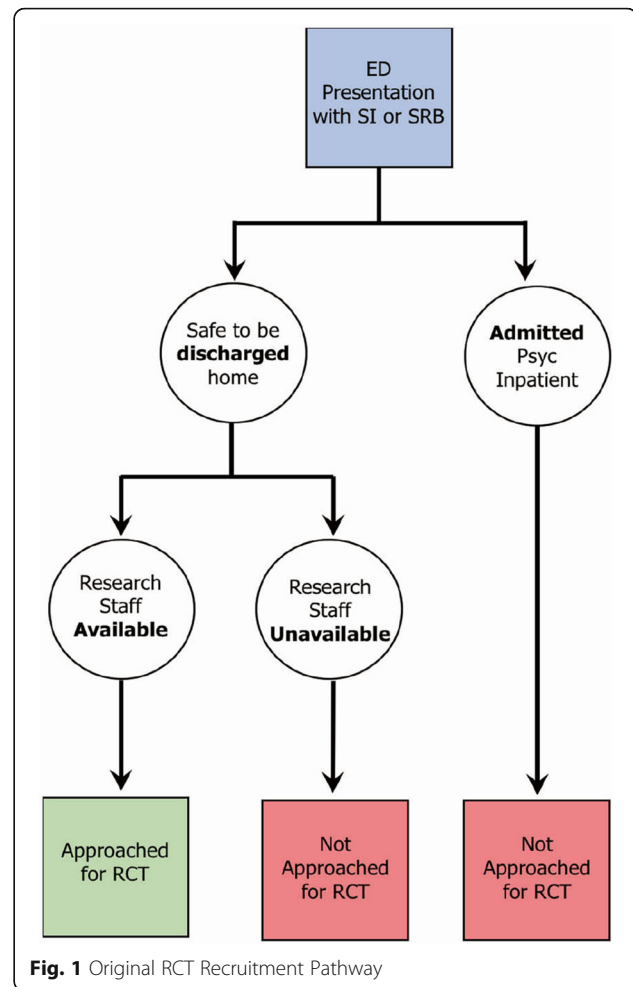 ED
Presentation
with SI or SRB
Safe to be
discharged
home
Admitted
Psyc
Inpatient
Research
Staff
Available
Research
Staff
Unavailable
Approached
for RCT
Not
Approached
for RCT
Not
Approached
for RCT
Fig. 1 Original RCT Recruitment Pathway